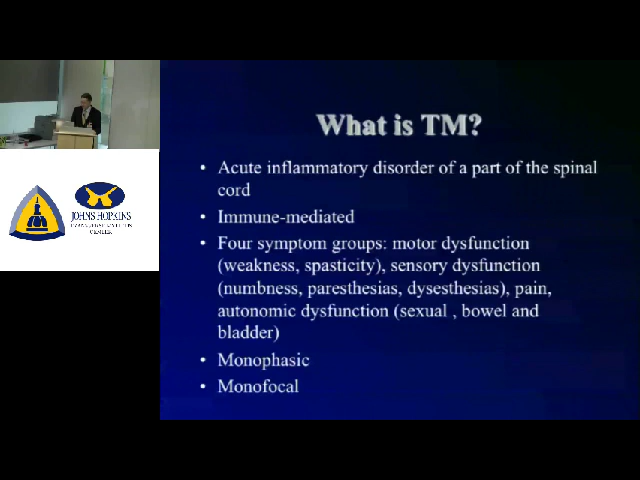 What is TM?
• Acute inflammatory disorder of a part of the spinal
cord
• Immune-mediated
• Four symptom groups: motor dysfunction
(weakness, spasticity), sensory dysfunction
(numbness, paresthesias, dysesthesias), pain,
autonomic dysfunction (sexual , bowel and
bladder)
• Monophasic
• Monofocal
JOHNS HOPKINS
CENTER